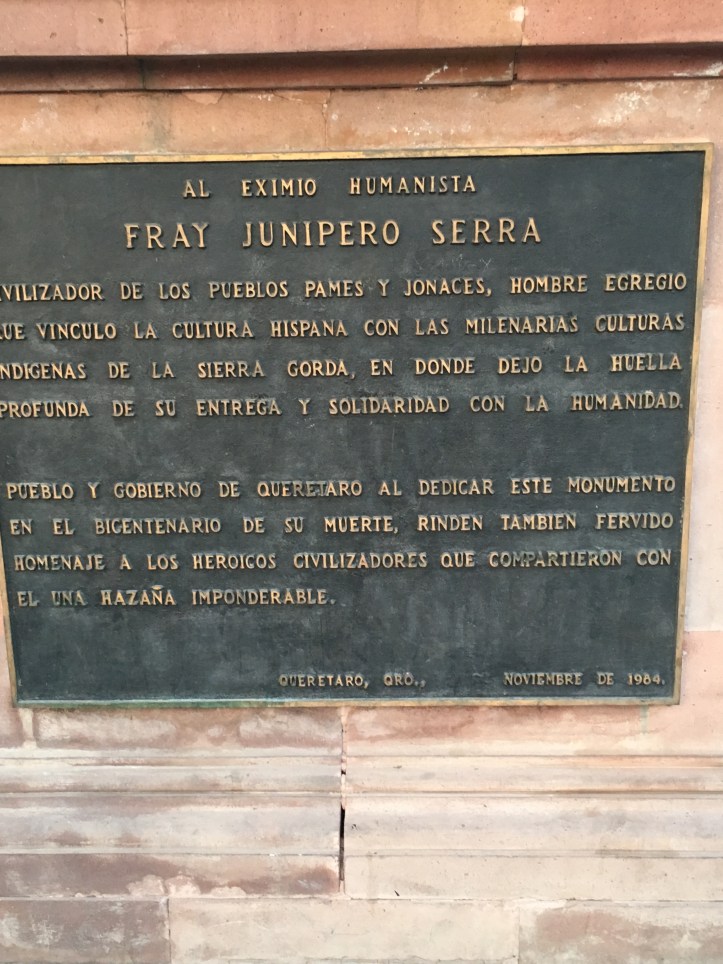 AL EXIMIO HUMANISTA
FRAY JUNIPERO SERRA
IVILIZADOR DE LOS PUEBLOS PAMES Y JONACES, HOMBRE EGREGIO
UE VINCULO LA CULTURA HISPANA CON LAS MILENARIAS CULTURAS
NDIGENAS DE LA SIERRA GORDA, EN DONDE DEJO LA HUELLA
PROFUNDA DE SU ENTREGA Y SOLIDARIDAD CON LA HUMANIDAD.
PUEBLO Y GOBIERNO DE QUERETARO AL DEDICAR ESTE MONUMENTO
EN EL BICENTENARIO DE SU MUERTE, RINDEN TAMBIEN FERVIDO
HOMENAJE A LOS HEROICOS CIVILIZADORES QUE COMPARTIERON CON
EL UNA HAZAÑA IMPONDERABLE.
QUERETARO, QRO., NOVIEMBRE DE 1984.